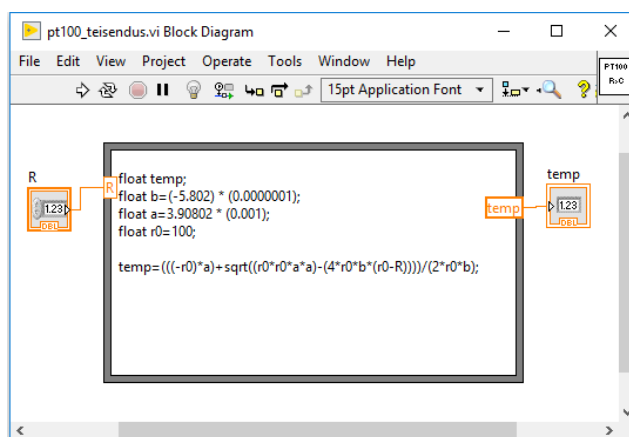 pt100_teisendus.vi Block Diagram
File Edit View Project Operate Tools Window Help
15pt Application Font
PT100
R>C
R
1.23
DBL
R
float temp;
float b=(-5.802) * (0.0000001);
float a=3.90802 * (0.001);
float r0=100;
temp=(((-r0)*a)+sqrt((r0*r0*a*a)-(4*r0*b*(r0-R))))/(2*r0*b);
temp
temp
1.23
DBL